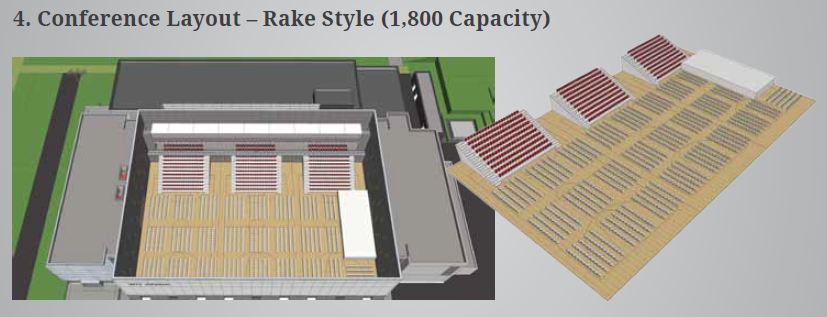 4. Conference Layout – Rake Style (1,800 Capacity)